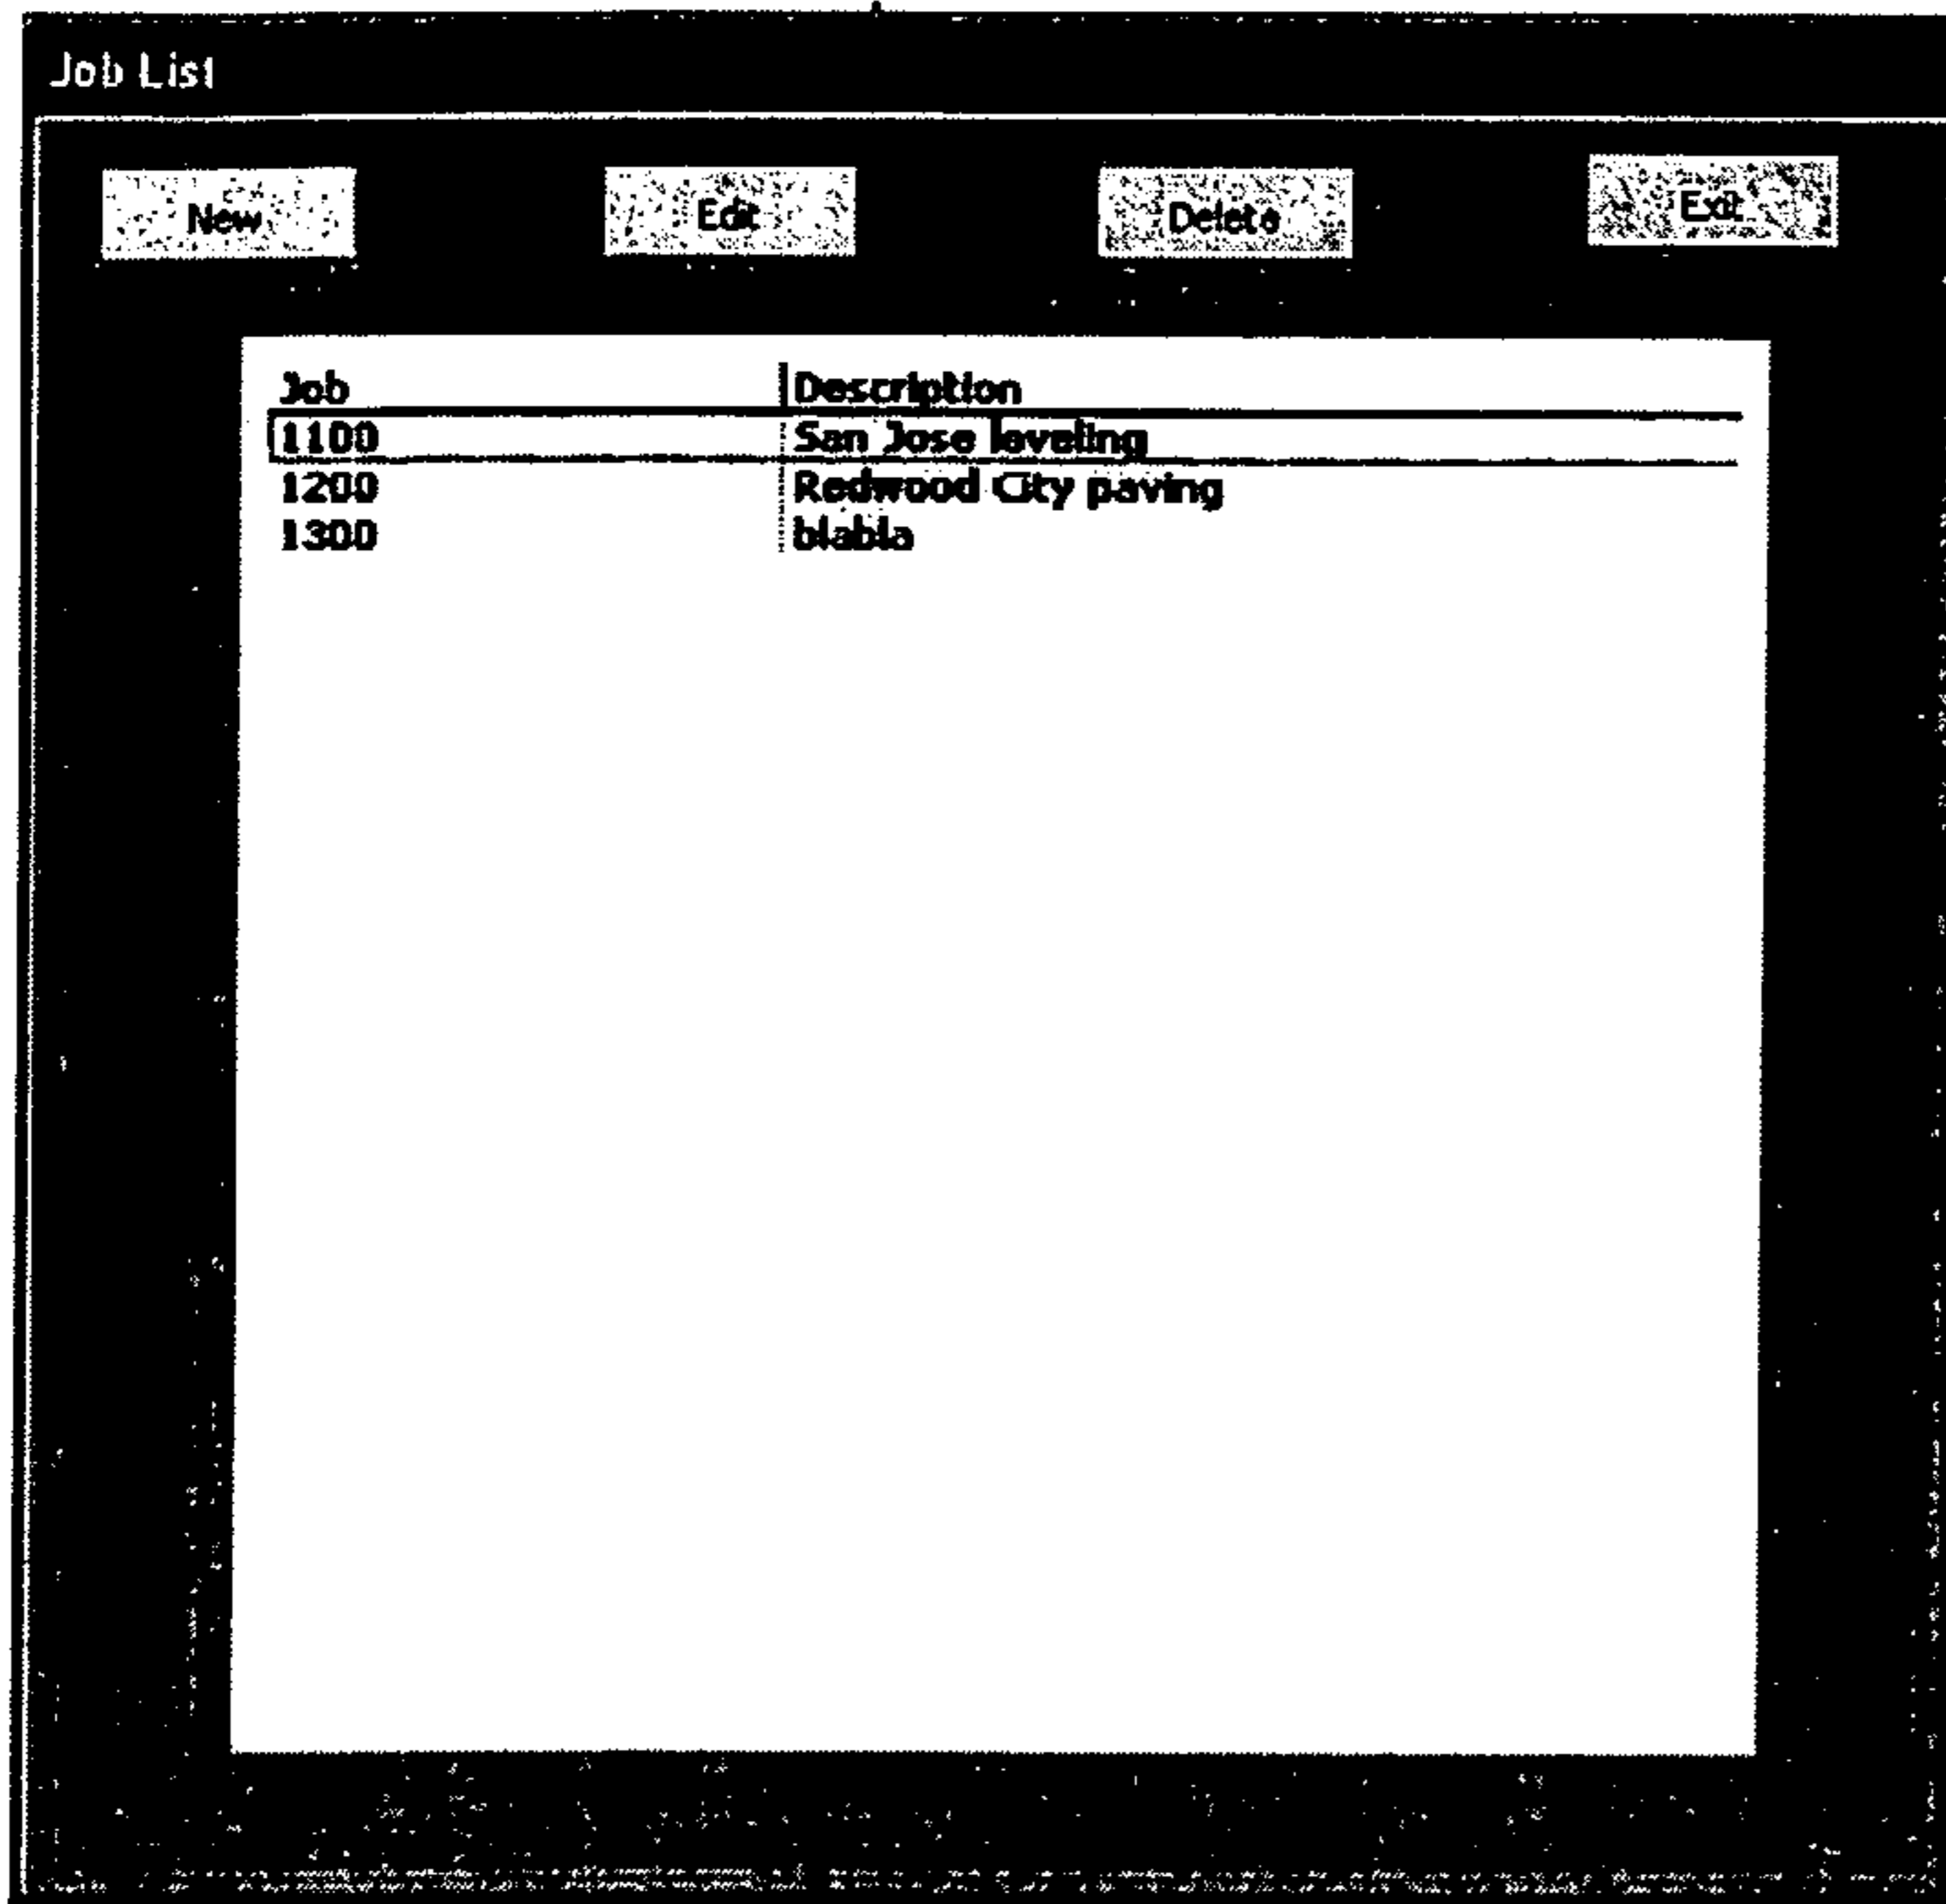 Job List
New Edit Delete Exit
Job Description
1100 San Jose leveling
1200 Redwood City paving
1300 blabla